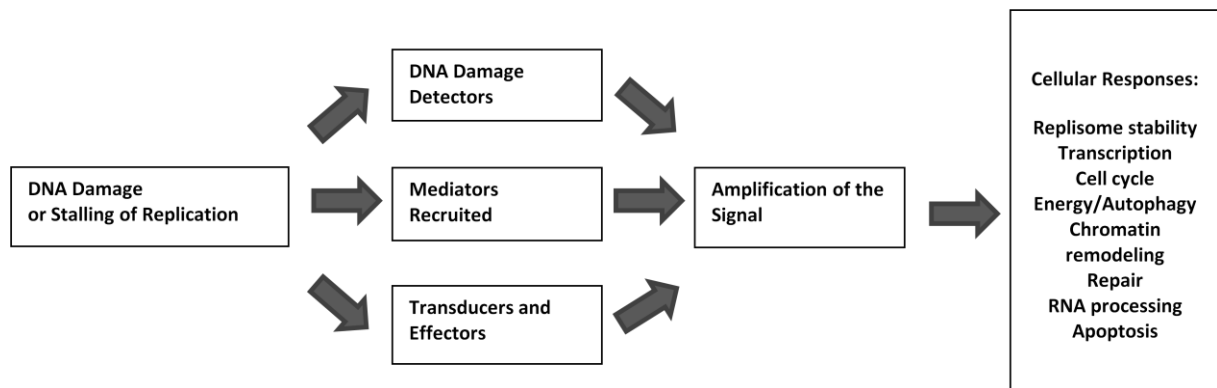 DNA Damage
or Stalling of Replication
DNA Damage
Detectors
Mediators
Recruited
Transducers and
Effectors
Amplification of the
Signal
Cellular Responses:
Replisome stability
Transcription
Cell cycle
Energy/Autophagy
Chromatin
remodeling
Repair
RNA processing
Apoptosis